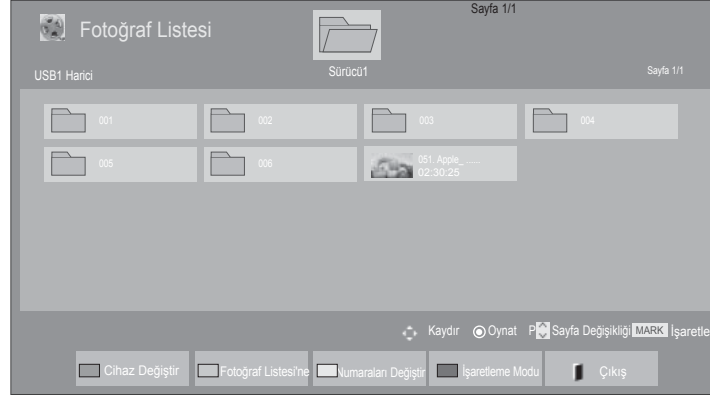 Sayfa 1/1
Fotoğraf Listesi
Sürücü1
USB1 Harici
Sayfa 1/1
001
002
003
004
005
006
051. Apple_ ......
02:30:25
Kaydır Oynat P Sayfa Değişikliği MARK İşaretle
Cihaz Değiştir Fotoğraf Listesi'ne Numaraları Değiştir İşaretleme Modu Çıkış